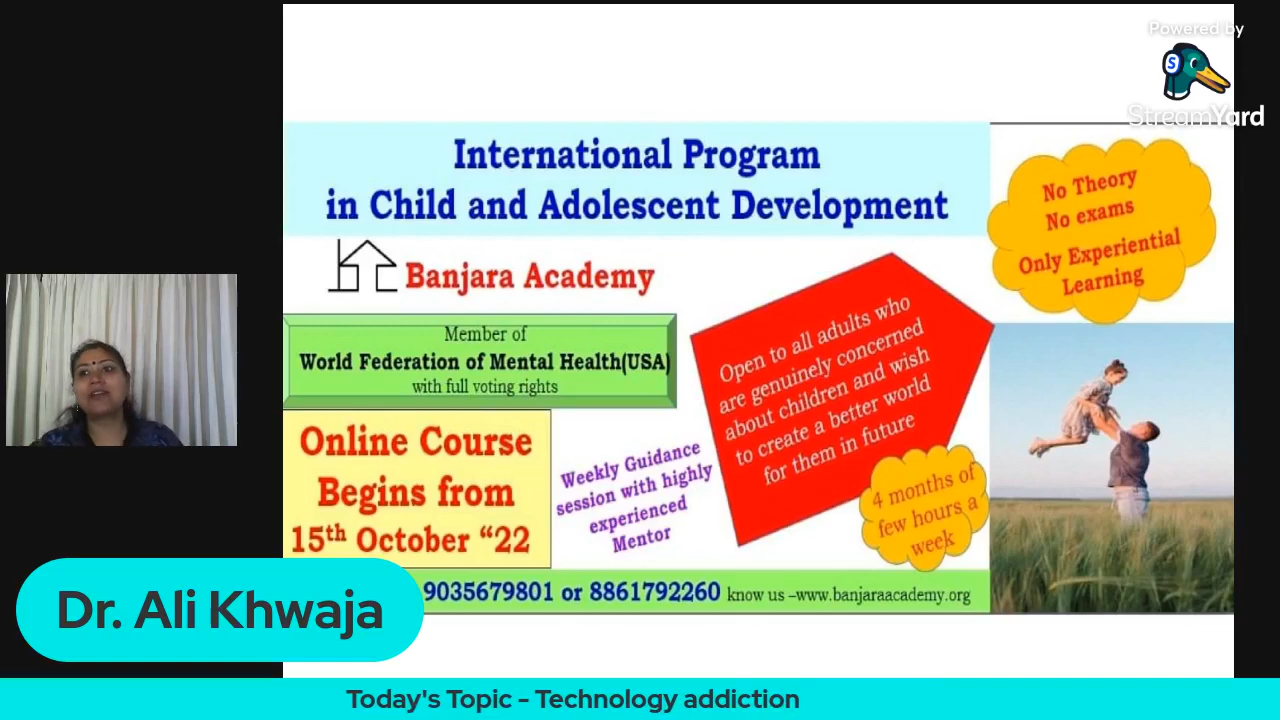 Powered by
StreamYard
International Program
in Child and Adolescent Development
Banjara Academy
Member of
World Federation of Mental Health(USA)
with full voting rights
Online Course
Begins from
15th October “22
Weekly Guidance
session with highly
experienced
Mentor
Open to all adults who
are genuinely concerned
about children and wish
to create a better world
for them in future
No Theory
No exams
Only Experiential
Learning
4 months of
few hours a
week
9035679801 or 8861792260 know us –www.banjaraacademy.org
Dr. Ali Khwaja
Today's Topic - Technology addiction